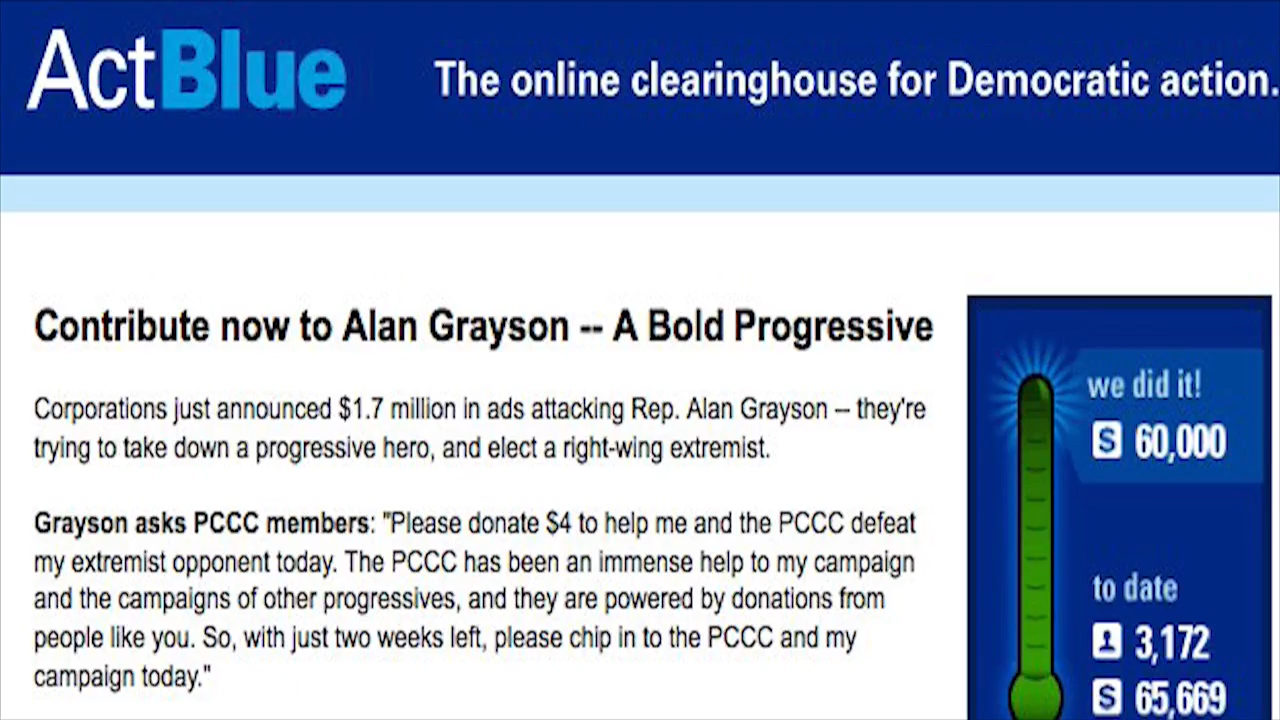 ActBlue The online clearinghouse for Democratic action.
Contribute now to Alan Grayson -- A Bold Progressive
Corporations just announced $1.7 million in ads attacking Rep. Alan Grayson – they're
trying to take down a progressive hero, and elect a right-wing extremist.
Grayson asks PCCC members: "Please donate $4 to help me and the PCCC defeat
my extremist opponent today. The PCCC has been an immense help to my campaign
and the campaigns of other progressives, and they are powered by donations from
people like you. So, with just two weeks left, please chip in to the PCCC and my
campaign today."
we did it!
S 60,000
to date
3,172
S 65,669